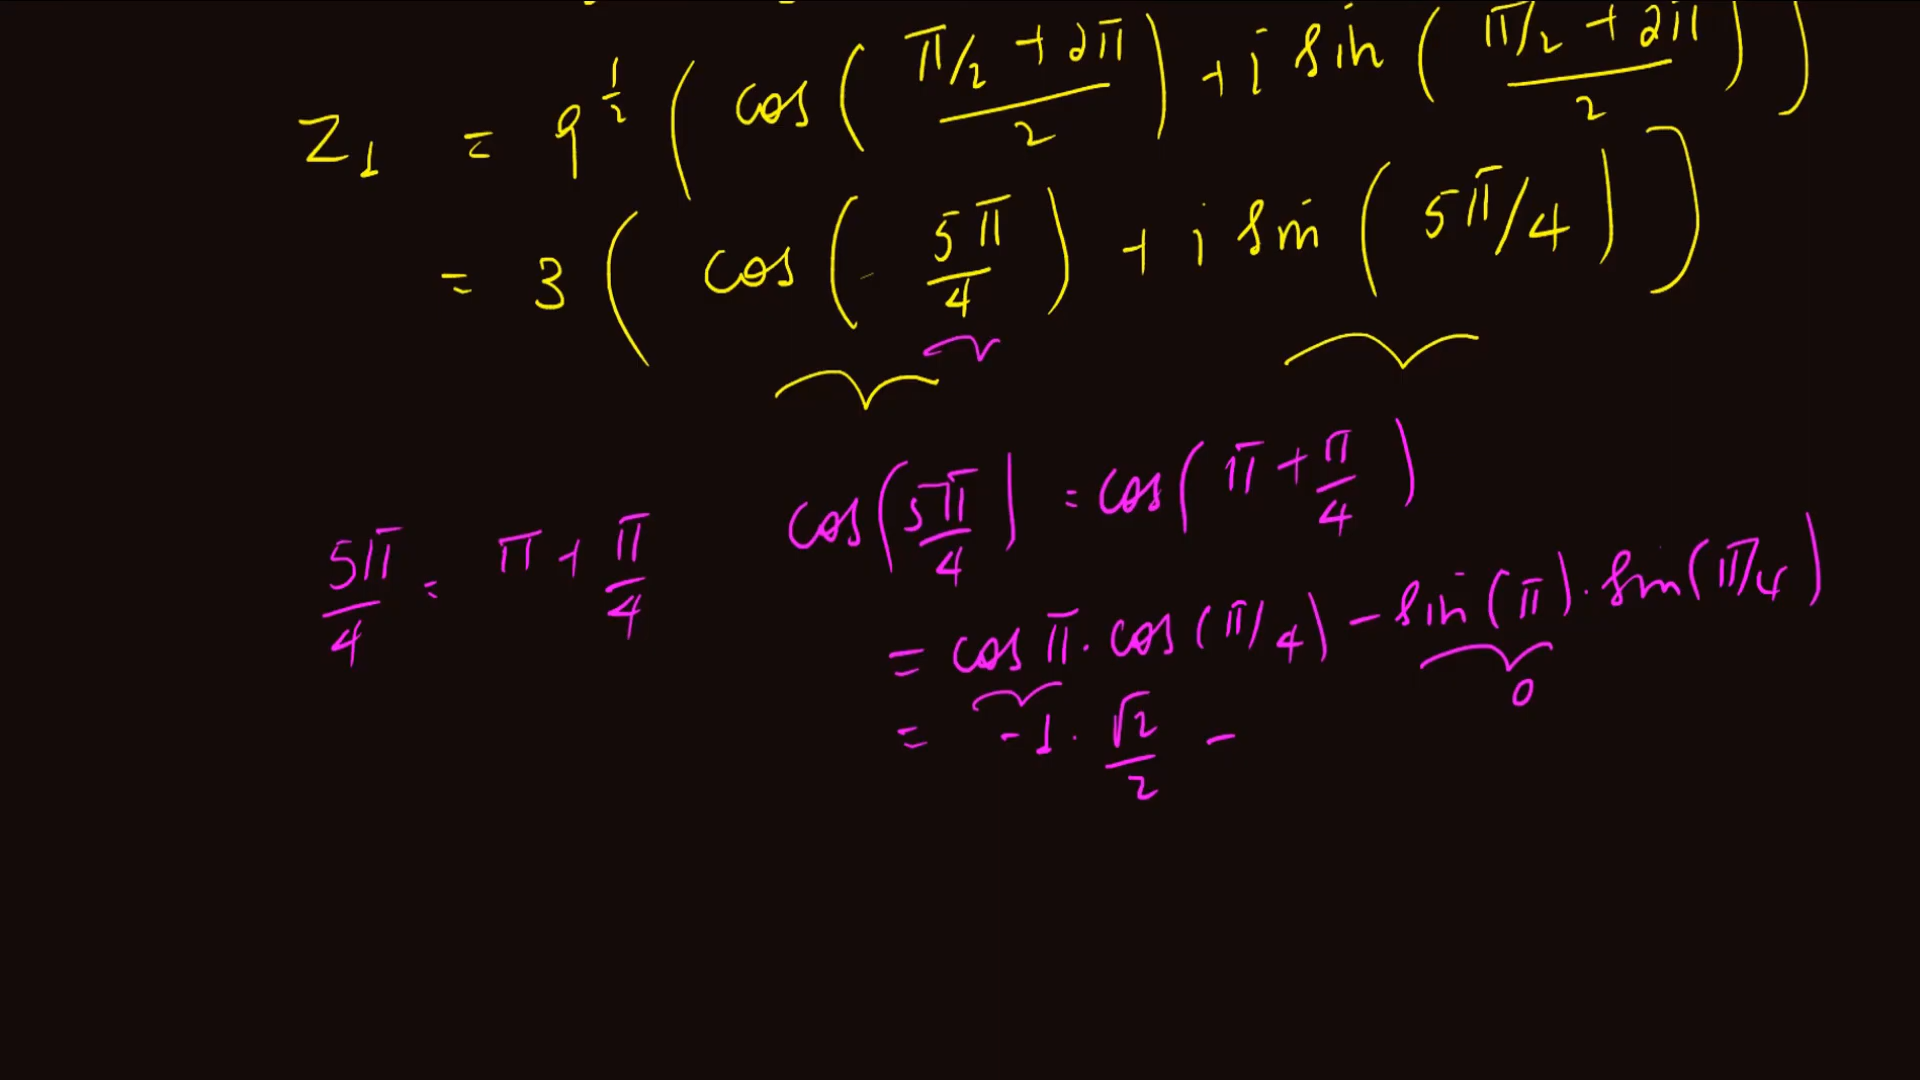 Z₁ = 9^(1/2) ( cos( (π/2 + 2π)/2 ) + i sin ( (π/2 + 2π)/2 ) )
= 3 ( cos ( - 5π/4 ) + i sin ( 5π/4 ) )
cos(5π/4) = cos( π + π/4 )
5π/4 = π + π/4
= cos π . cos (π/4) - sin(π) . sin(π/4)
0
= -1 . √2/2 -